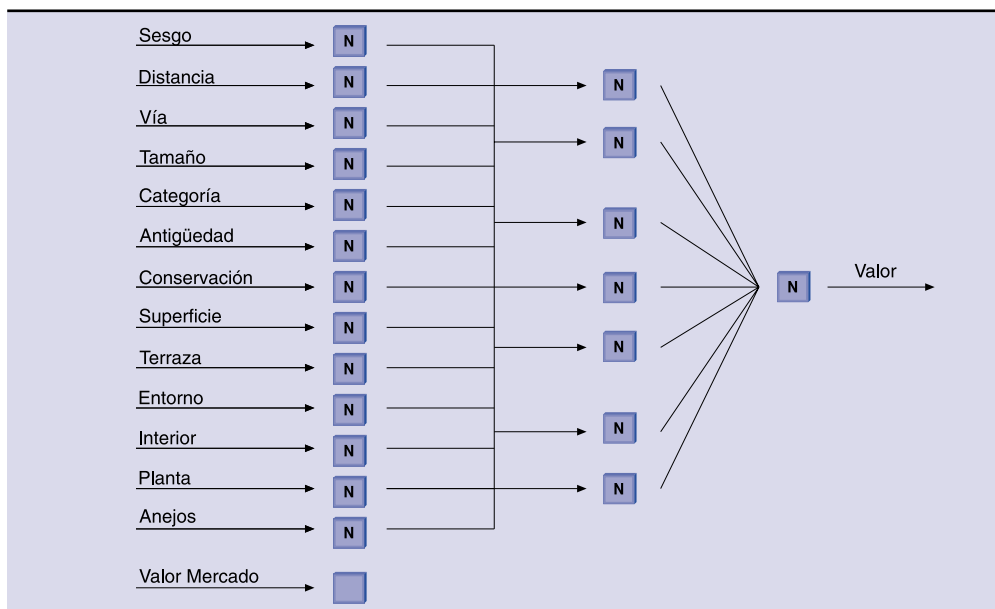 Sesgo
N
Distancia
N
N
Vía
N
N
Tamaño
N
Categoría
N
N
Antigüedad
N
Conservación
N
N
N
Valor
Superficie
N
N
Terraza
N
Entorno
N
N
Interior
N
Planta
N
N
Anejos
N
Valor Mercado